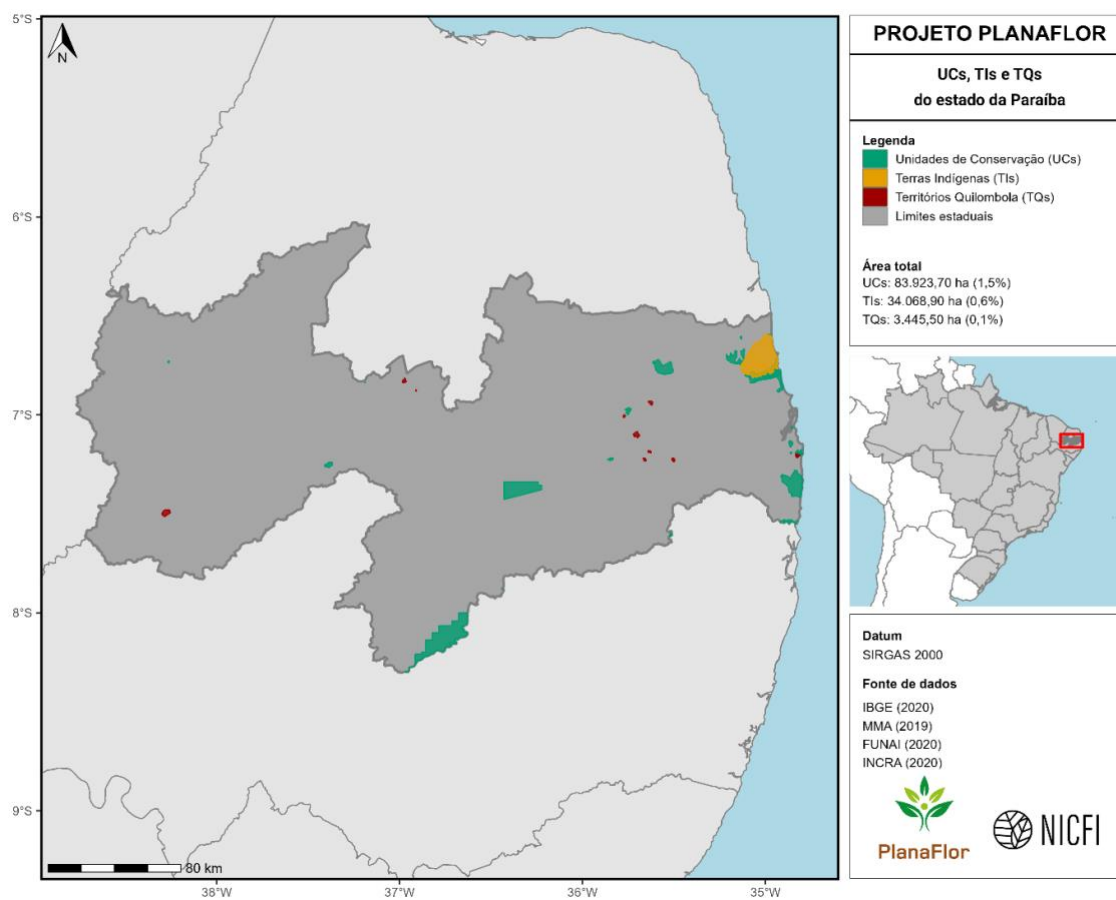 5°S
6°S
7°S
8°S
9°S
N
80 km
38°W
37°W
36°W
35°W
PROJETO PLANAFLOR
UCs, TIs e TQs
do estado da Paraíba
Legenda
Unidades de Conservação (UCs)
Terras Indígenas (TIs)
Territórios Quilombola (TQs)
Limites estaduais
Área total
UCs: 83.923,70 ha (1,5%)
TIs: 34.068,90 ha (0,6%)
TQs: 3.445,50 ha (0,1%)
Datum
SIRGAS 2000
Fonte de dados
IBGE (2020)
MMA (2019)
FUNAI (2020)
INCRA (2020)
PlanaFlor
NICFI